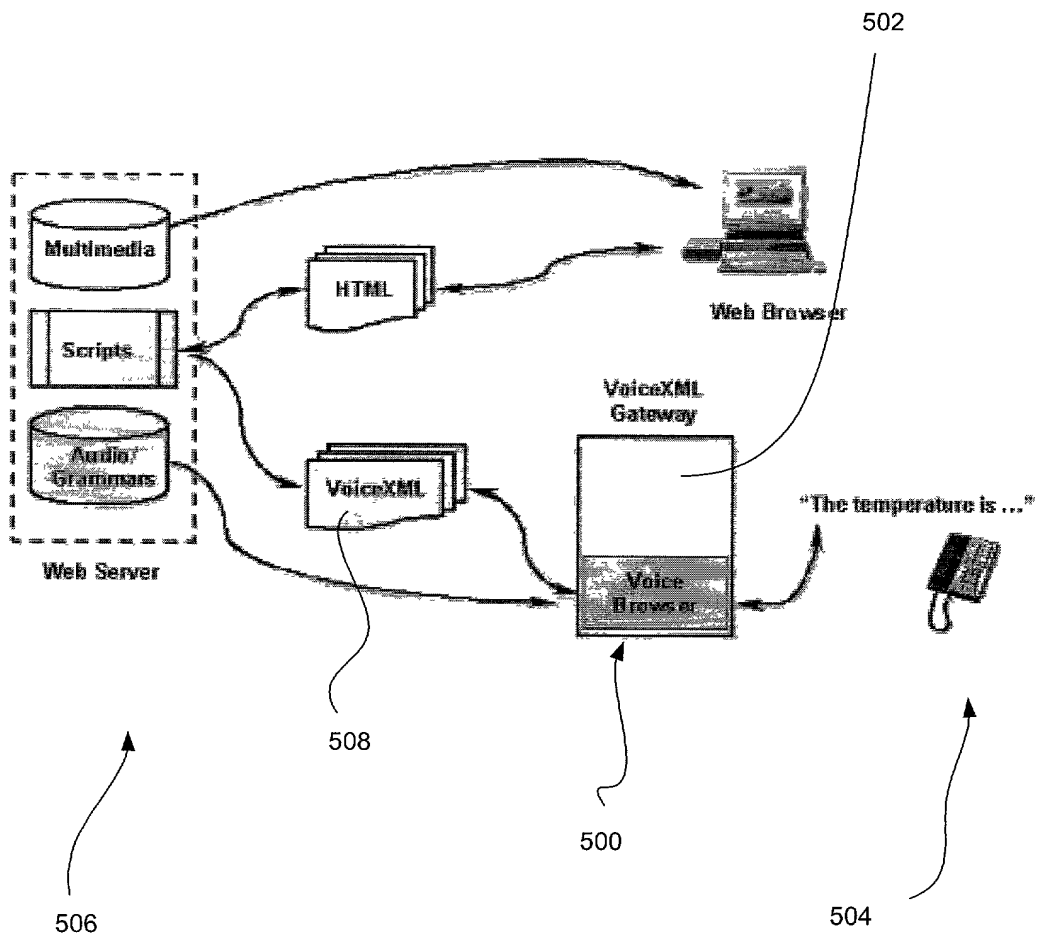 502
Multimedia
HTML
Web Browser
Scripts
VoiceXML
Gateway
Audio/
Grammars
VoiceXML
"The temperature is ..."
Web Server
Voice
Browser
508
500
506
504